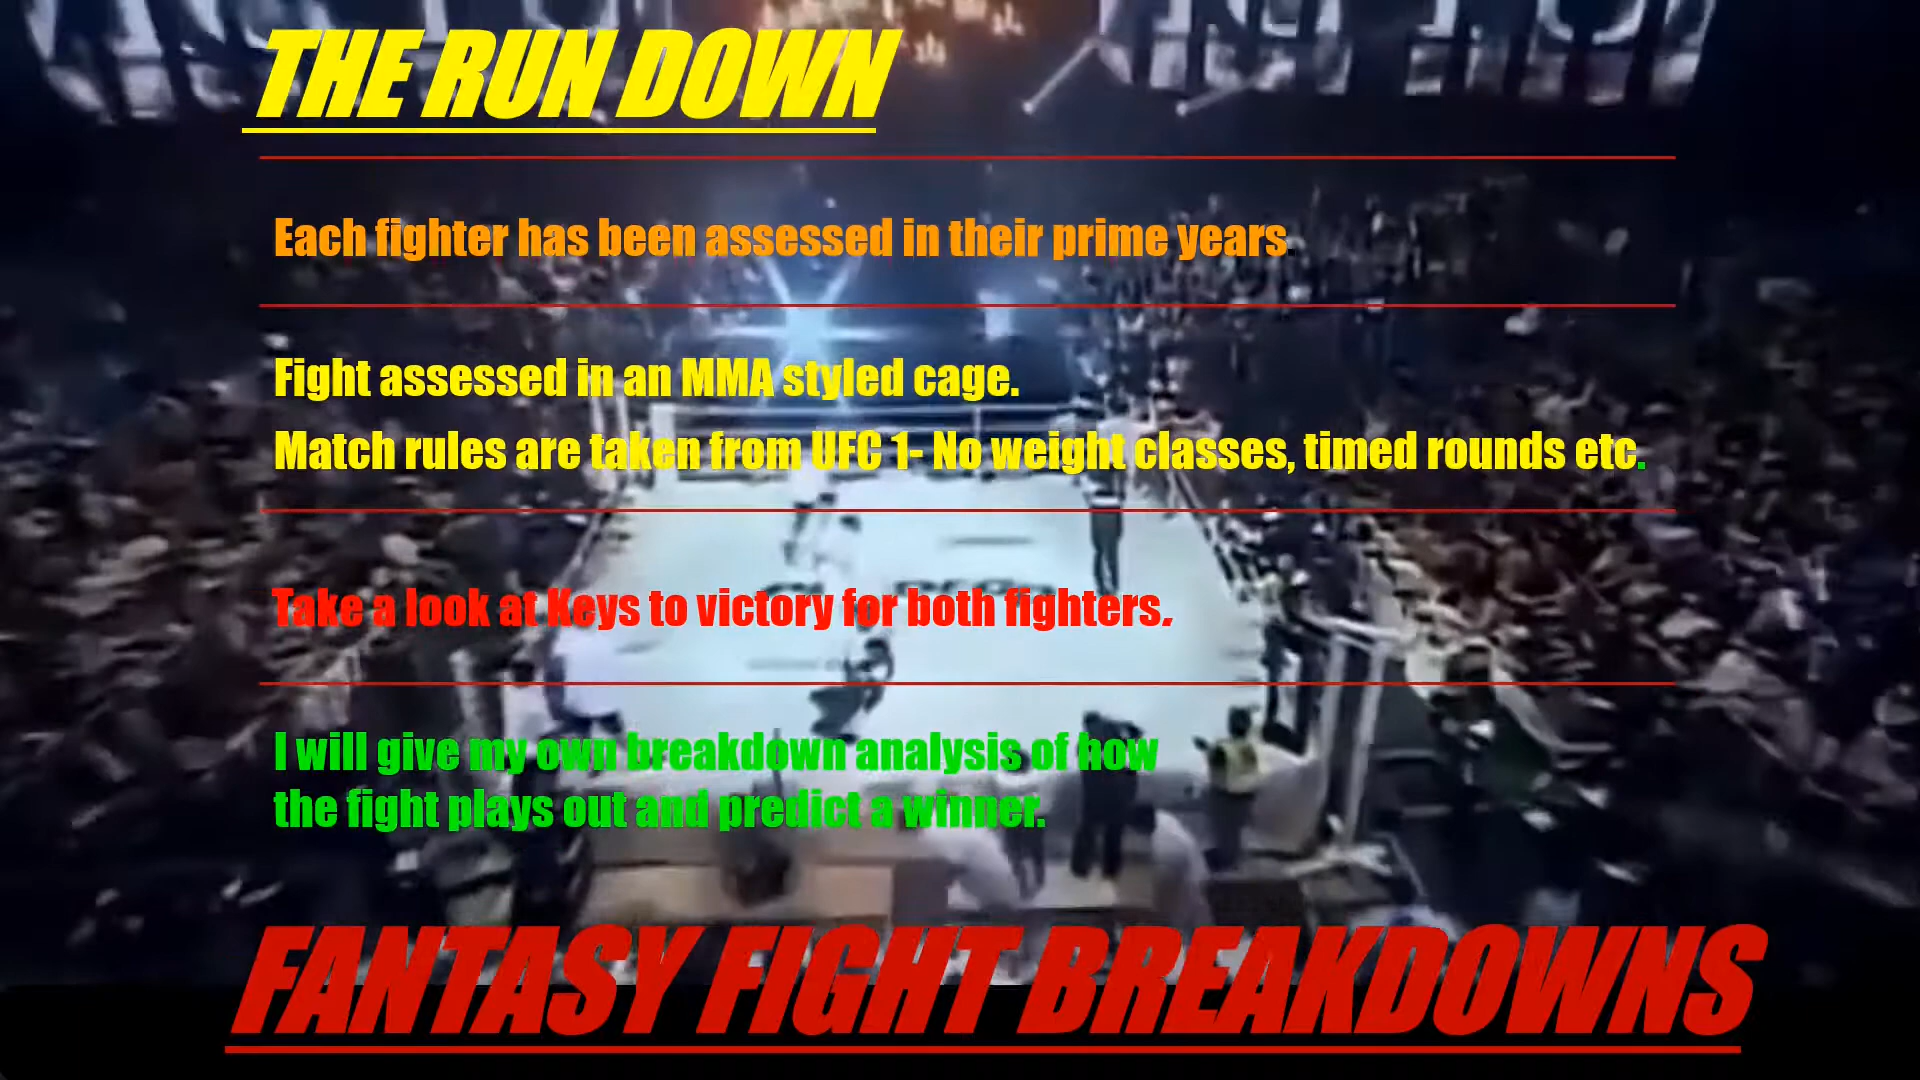 THE RUN DOWN
Each fighter has been assessed in their prime years.
Fight assessed in an MMA styled cage.
Match rules are taken from UFC 1- No weight classes, timed rounds etc.
Take a look at Keys to victory for both fighters.
I will give my own breakdown analysis of how
the fight plays out and predict a winner.
FANTASY FIGHT BREAKDOWNS